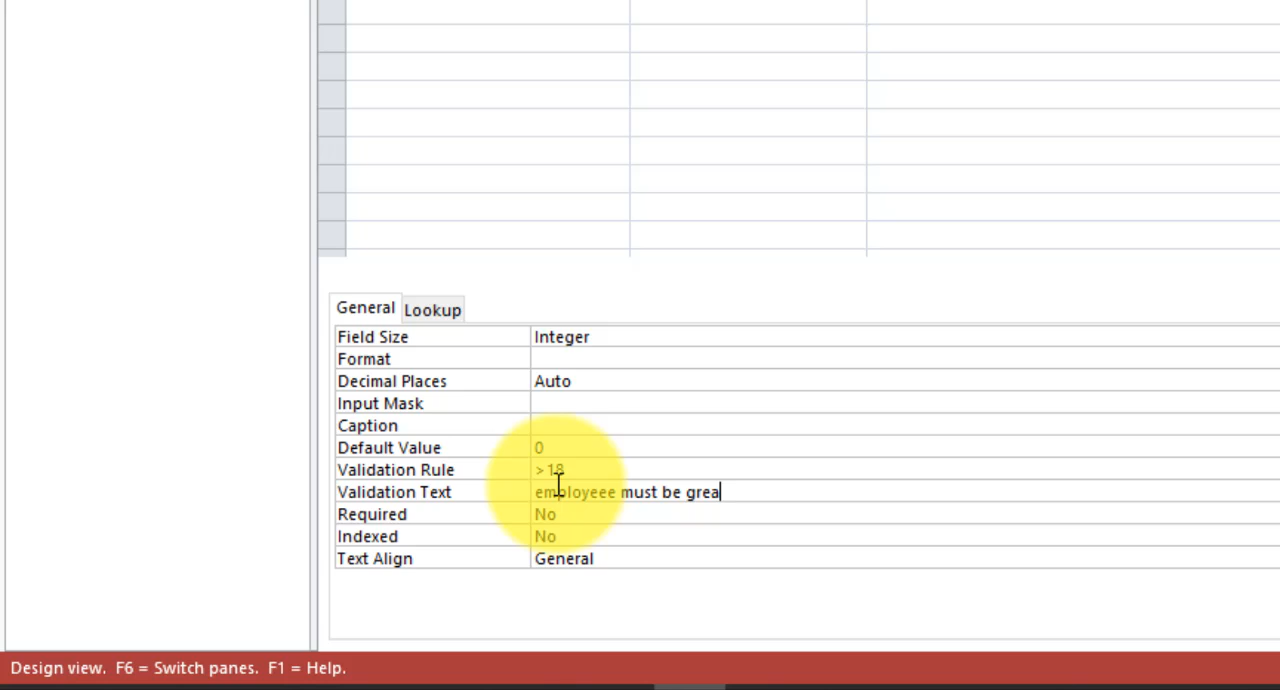 General Lookup
Field Size Integer
Format
Decimal Places Auto
Input Mask
Caption
Default Value 0
Validation Rule >18
Validation Text employeee must be grea
Required No
Indexed No
Text Align General
Design view. F6 = Switch panes. F1 = Help.